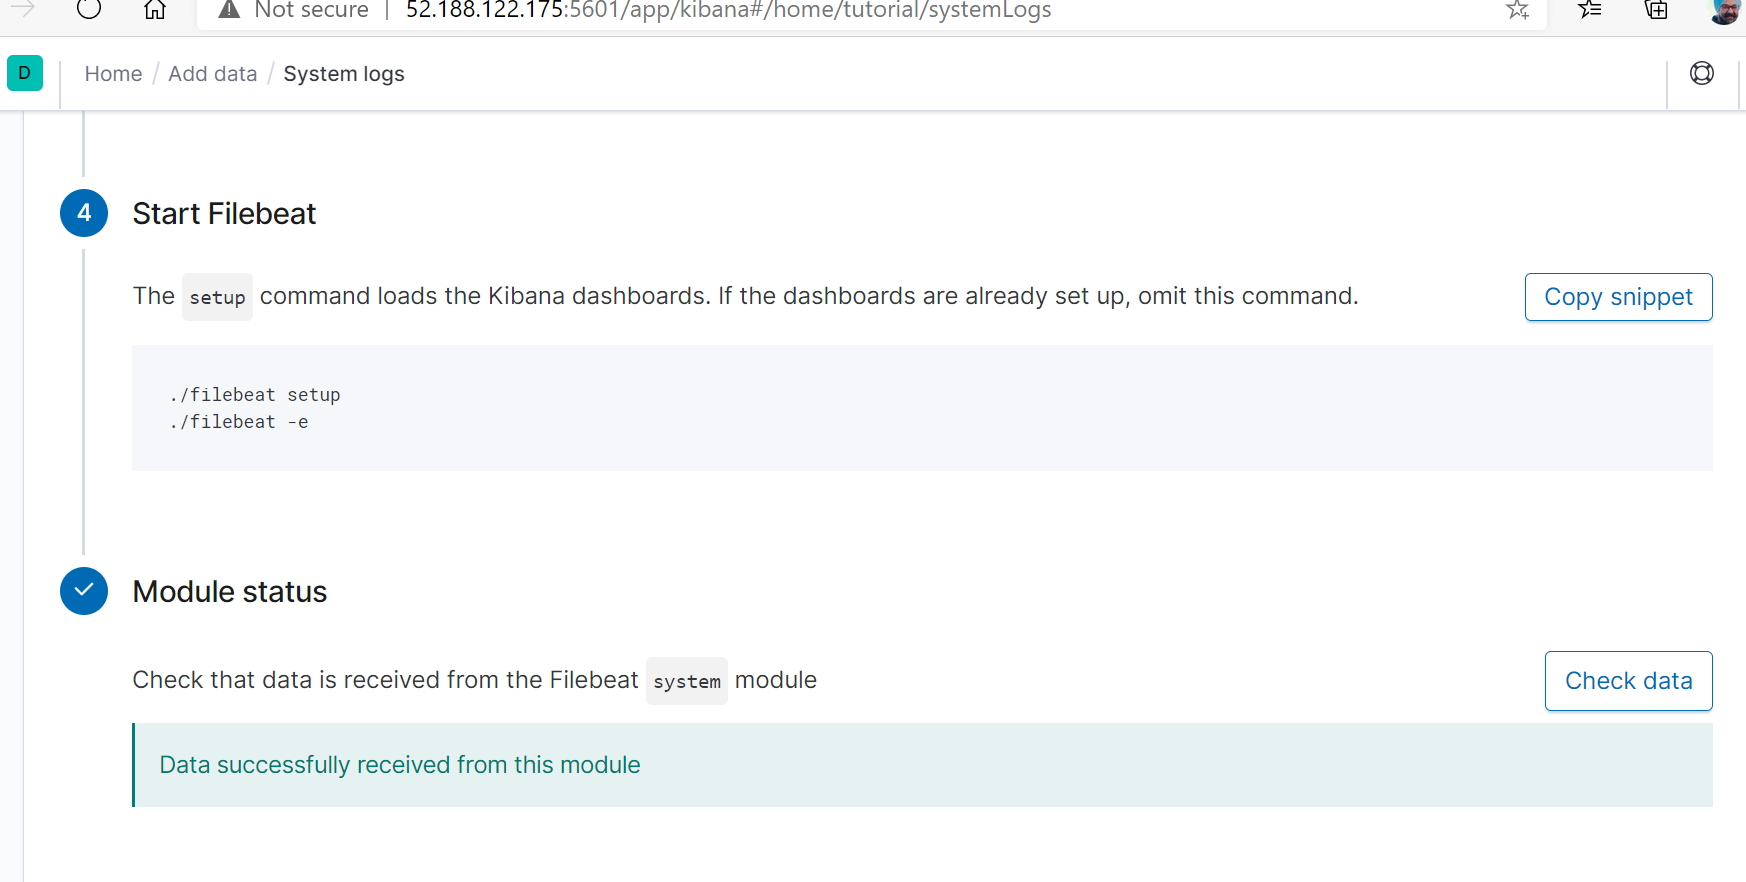 Not secure | 52.188.122.175:5601/app/kibana#/home/tutorial/systemLogs
D Home / Add data / System logs
4 Start Filebeat
The setup command loads the Kibana dashboards. If the dashboards are already set up, omit this command. Copy snippet
./filebeat setup
./filebeat -e
Module status
Check that data is received from the Filebeat system module Check data
Data successfully received from this module